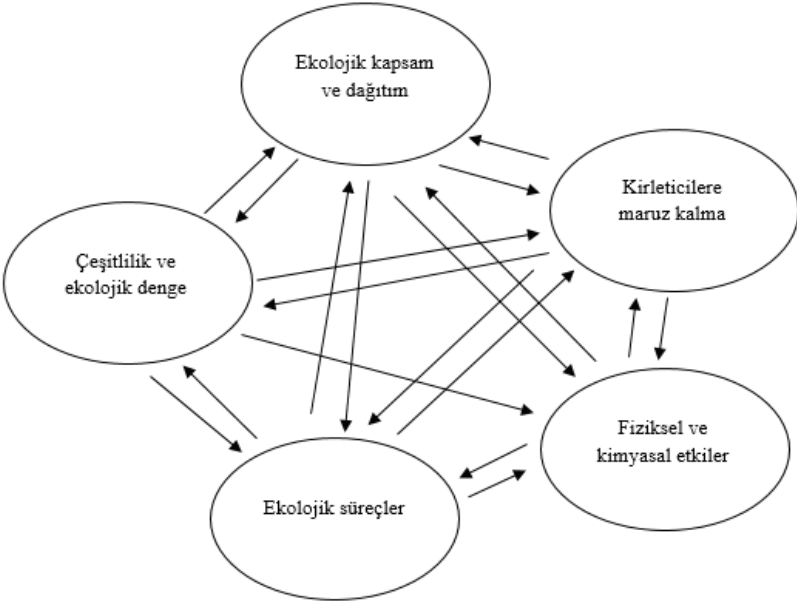 Ekolojik kapsam
ve dağıtım
Kirleticilere
maruz kalma
Çeşitlilik ve
ekolojik denge
Fiziksel ve
kimyasal etkiler
Ekolojik süreçler